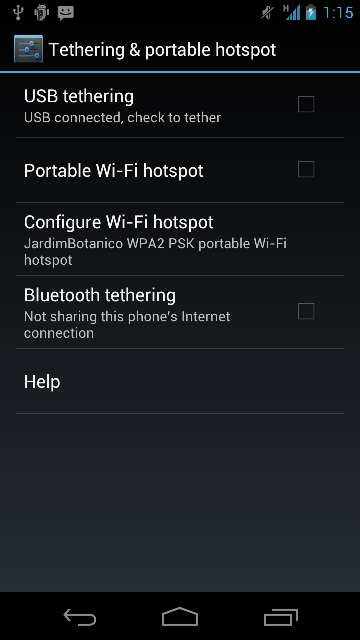 H 1:15
Tethering & portable hotspot
USB tethering
USB connected, check to tether
Portable Wi-Fi hotspot
Configure Wi-Fi hotspot
JardimBotanico WPA2 PSK portable Wi-Fi
hotspot
Bluetooth tethering
Not sharing this phone's Internet
connection
Help